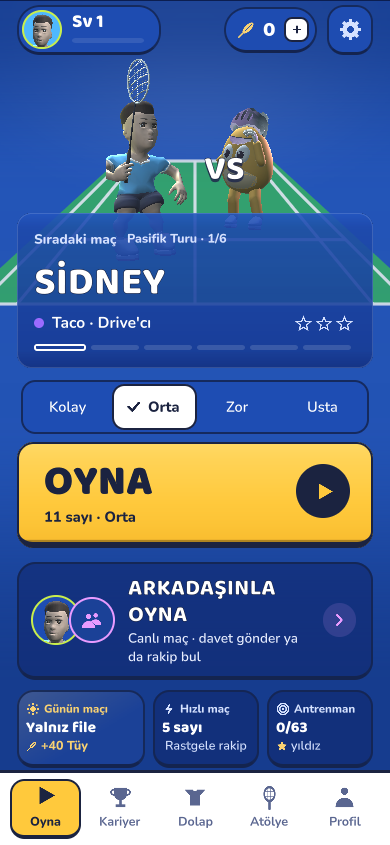 Sv 1
0
+
VS
Sıradaki maç Pasifik Turu · 1/6
SİDNEY
Taco · Drive'cı
Kolay
Orta
Zor
Usta
OYNA
11 sayı · Orta
ARKADAŞINLA
OYNA
Canlı maç · davet gönder ya
da rakip bul
Günün maçı
Yalnız file
+40 Tüy
Hızlı maç
5 sayı
Rastgele rakip
Antrenman
0/63
yıldız
Oyna
Kariyer
Dolap
Atölye
Profil